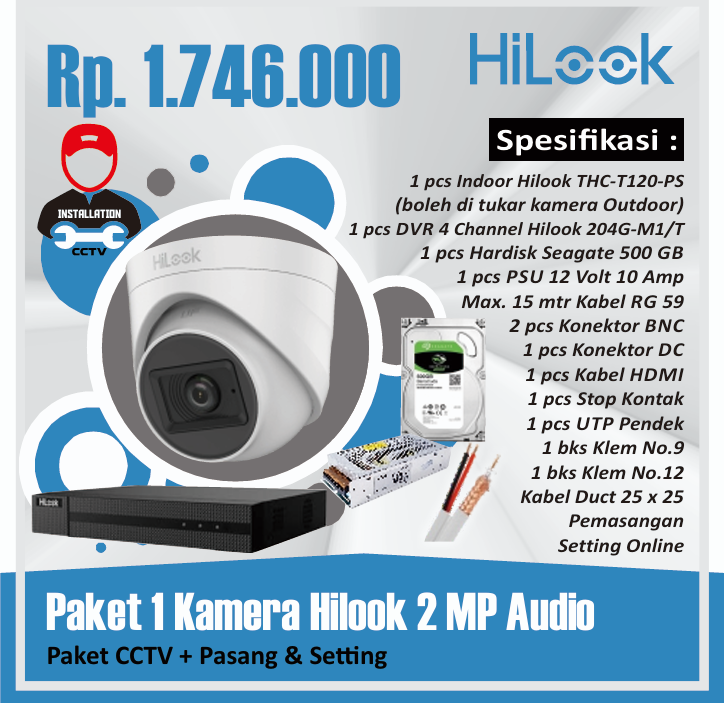 Rp. 1.746.000
HiLook
Spesifikasi :
INSTALLATION
CCTV
1 pcs Indoor Hilook THC-T120-PS
(boleh di tukar kamera Outdoor)
1 pcs DVR 4 Channel Hilook 204G-M1/T
1 pcs Hardisk Seagate 500 GB
1 pcs PSU 12 Volt 10 Amp
Max. 15 mtr Kabel RG 59
2 pcs Konektor BNC
1 pcs Konektor DC
1 pcs Kabel HDMI
1 pcs Stop Kontak
1 pcs UTP Pendek
1 bks Klem No.9
1 bks Klem No.12
Kabel Duct 25 x 25
Pemasangan
Setting Online
HiLook
HiLook
Paket 1 Kamera Hilook 2 MP Audio
Paket CCTV + Pasang & Setting